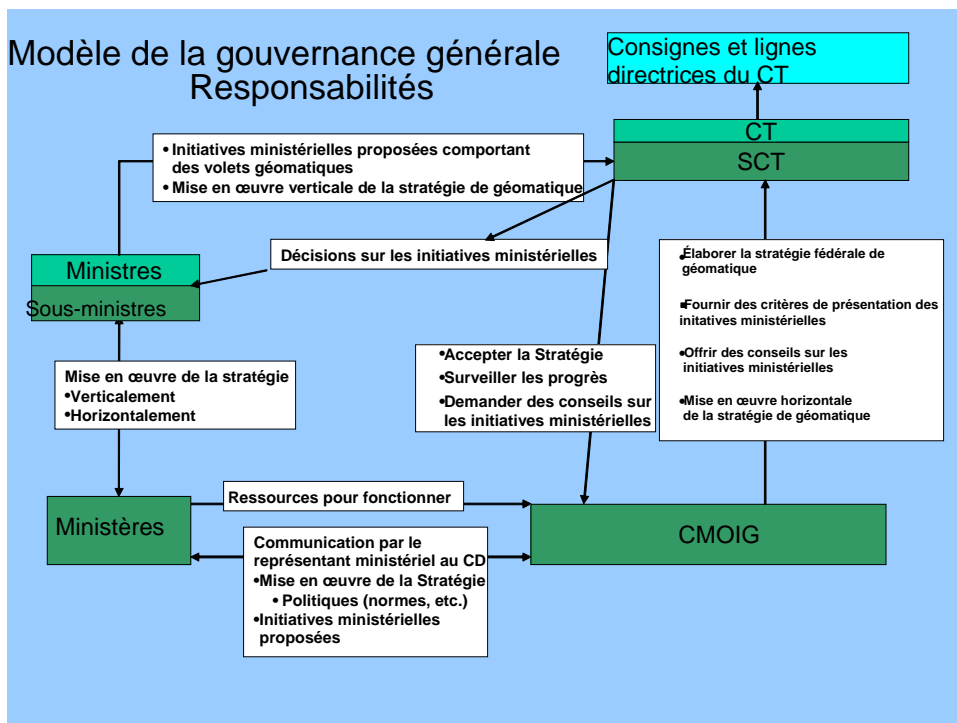 Modèle de la gouvernance générale
Responsabilités
Consignes et lignes
directrices du CT
CT
SCT
• Initiatives ministérielles proposées comportant
des volets géomatiques
• Mise en œuvre verticale de la stratégie de géomatique
Décisions sur les initiatives ministérielles
Ministres
Sous-ministres
•Élaborer la stratégie fédérale de
géomatique
•Fournir des critères de présentation des
initatives ministérielles
•Offrir des conseils sur les
initiatives ministérielles
•Mise en œuvre horizontale
de la stratégie de géomatique
•Accepter la Stratégie
•Surveiller les progrès
•Demander des conseils sur
les initiatives ministérielles
Mise en œuvre de la stratégie
•Verticalement
•Horizontalement
Ressources pour fonctionner
Ministères
CMOIG
Communication par le
représentant ministériel au CD
•Mise en œuvre de la Stratégie
• Politiques (normes, etc.)
•Initiatives ministérielles
proposées